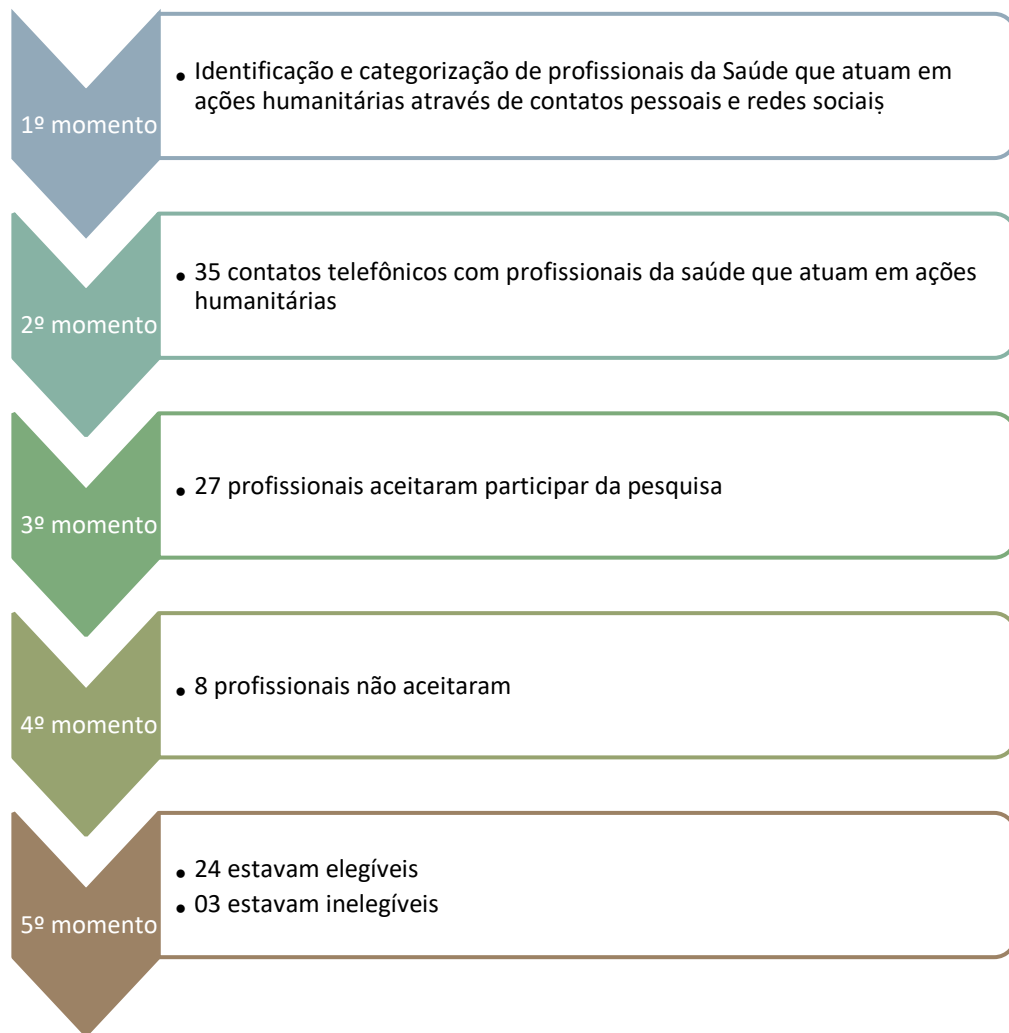 1º momento
• Identificação e categorização de profissionais da Saúde que atuam em
ações humanitárias através de contatos pessoais e redes sociais.
2º momento
• 35 contatos telefônicos com profissionais da saúde que atuam em ações
humanitárias
3º momento
• 27 profissionais aceitaram participar da pesquisa
4º momento
• 8 profissionais não aceitaram
5º momento
• 24 estavam elegíveis
• 03 estavam inelegíveis